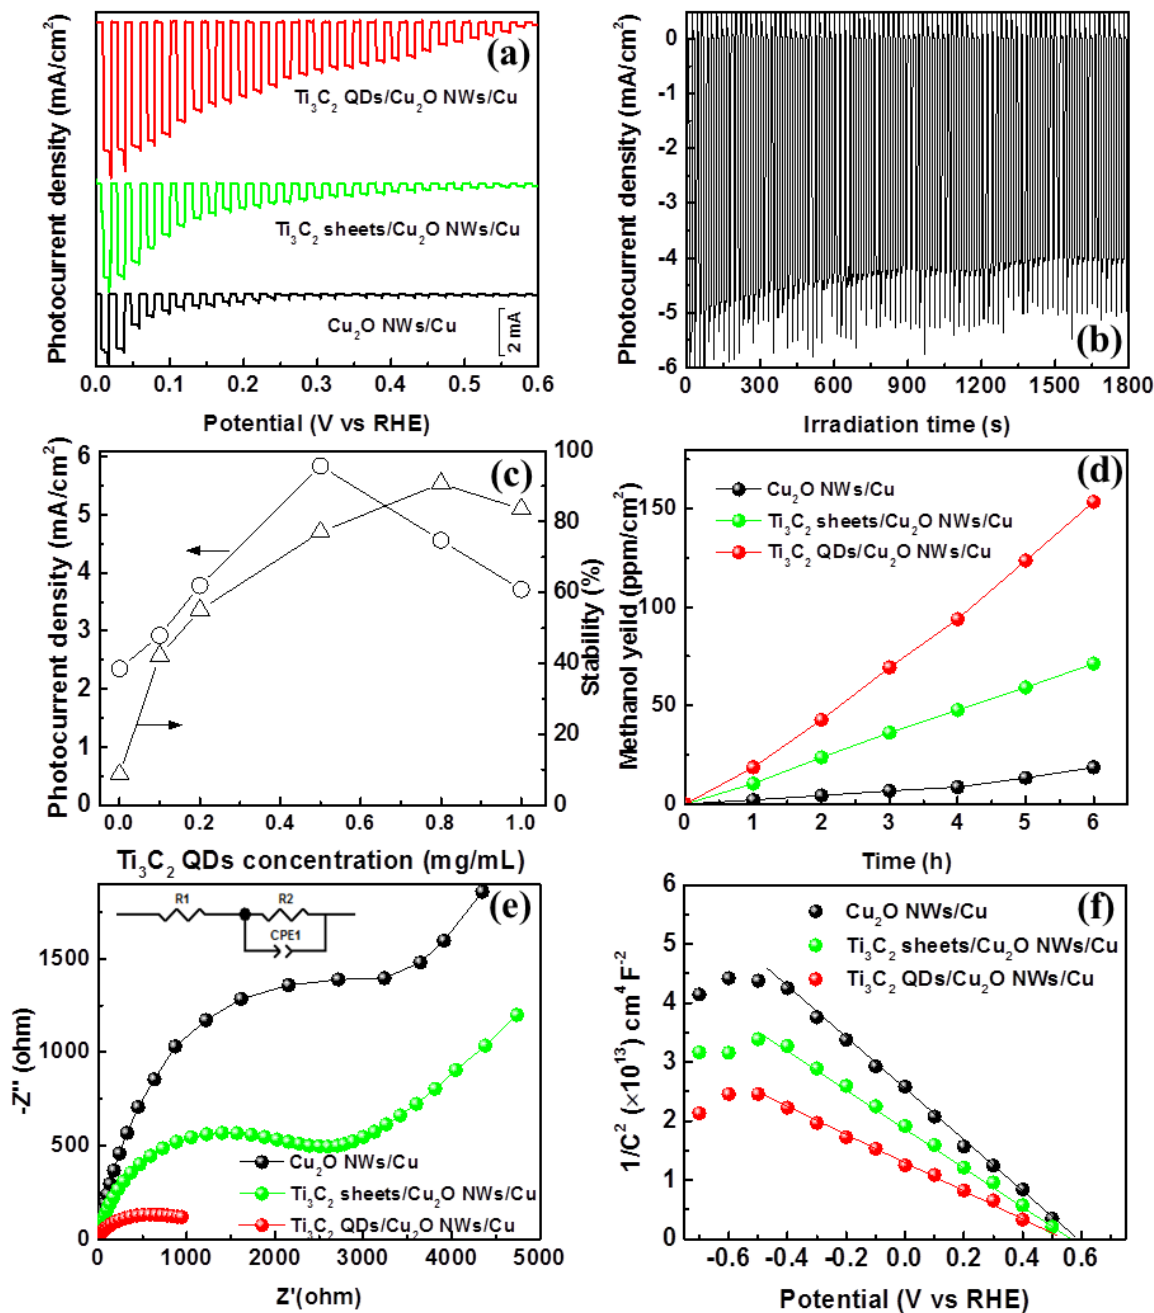 (a)
Photocurrent density (mA/cm²)
Ti₃C₂ QDs/Cu₂O NWs/Cu
Ti₃C₂ sheets/Cu₂O NWs/Cu
Cu₂O NWs/Cu
2 mA
0.0 0.1 0.2 0.3 0.4 0.5 0.6
Potential (V vs RHE)
(b)
Photocurrent density (mA/cm²)
0
-1
-2
-3
-4
-5
-6
0 300 600 900 1200 1500 1800
Irradiation time (s)
(c)
Photocurrent density (mA/cm²)
6
5
4
3
2
1
0
100
80
60
40
20
0
Stability (%)
0.0 0.2 0.4 0.6 0.8 1.0
Ti₃C₂ QDs concentration (mg/mL)
(d)
Methanol yeild (ppm/cm²)
150
100
50
0
Cu₂O NWs/Cu
Ti₃C₂ sheets/Cu₂O NWs/Cu
Ti₃C₂ QDs/Cu₂O NWs/Cu
0 1 2 3 4 5 6
Time (h)
(e)
R1 R2
CPE1
-Z'' (ohm)
1500
1000
500
0
Cu₂O NWs/Cu
Ti₃C₂ sheets/Cu₂O NWs/Cu
Ti₃C₂ QDs/Cu₂O NWs/Cu
0 1000 2000 3000 4000 5000
Z'(ohm)
(f)
1/C² (×10¹³) cm⁴ F⁻²
6
5
4
3
2
1
0
Cu₂O NWs/Cu
Ti₃C₂ sheets/Cu₂O NWs/Cu
Ti₃C₂ QDs/Cu₂O NWs/Cu
-0.6 -0.4 -0.2 0.0 0.2 0.4 0.6
Potential (V vs RHE)